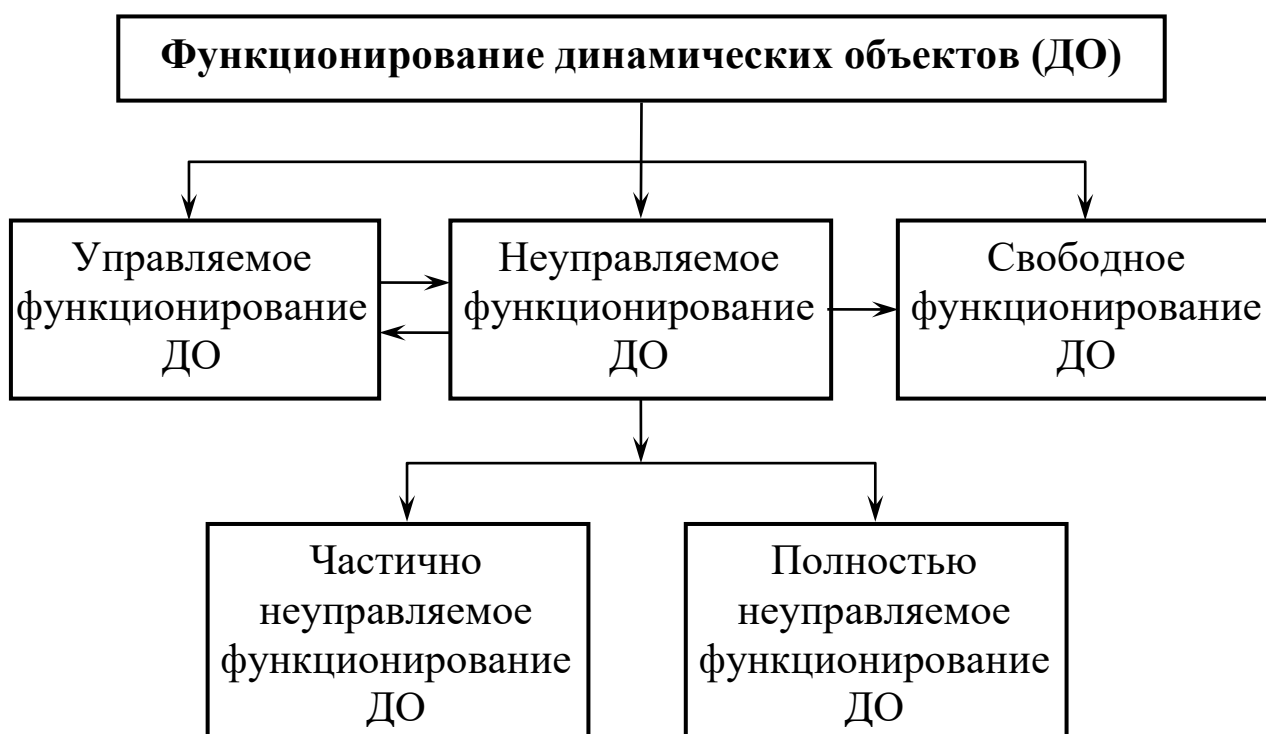 Функционирование динамических объектов (ДО)
Управляемое
функционирование
ДО
Неуправляемое
функционирование
ДО
Свободное
функционирование
ДО
Частично
неуправляемое
функционирование
ДО
Полностью
неуправляемое
функционирование
ДО